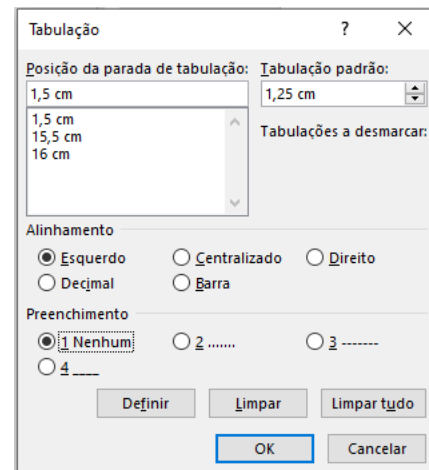 Tabulação ? ×
Posição da parada de tabulação: Tabulação padrão:
1,5 cm 1,25 cm
1,5 cm
15,5 cm
16 cm
Tabulações a desmarcar:
Alinhamento
Esquerdo Centralizado Direito
Decimal Barra
Preenchimento
1 Nenhum 2 ....... 3 -------
4 ____
Definir Limpar Limpar tudo
OK Cancelar